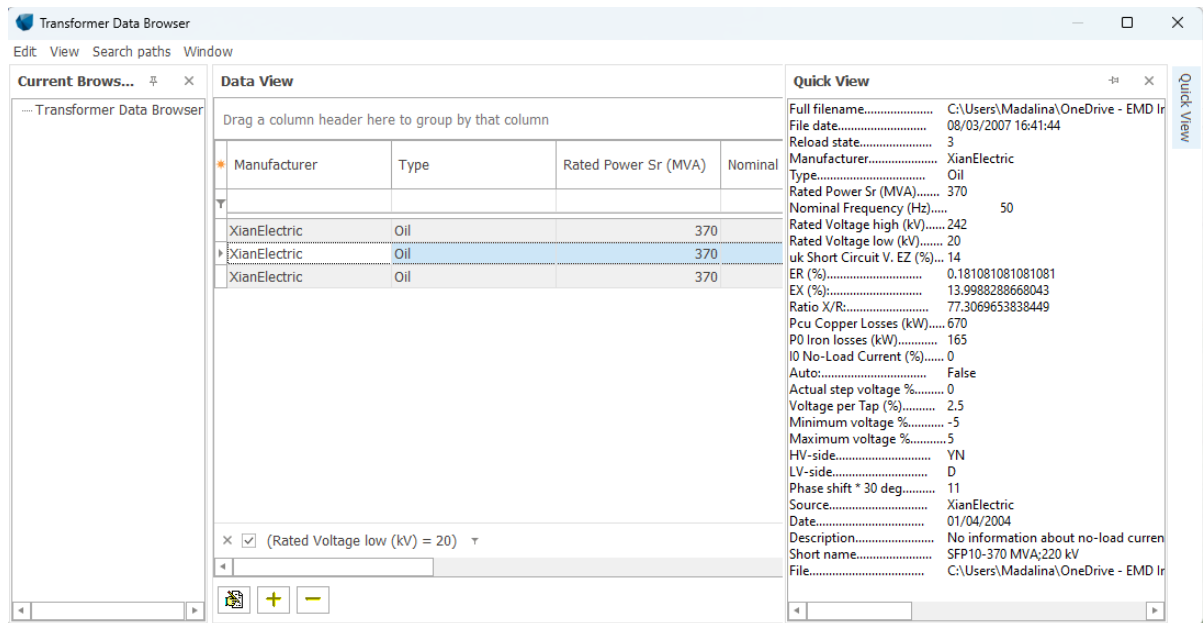 Transformer Data Browser
Edit View Search paths Window
Current Brows...
Transformer Data Browser
Data View
Drag a column header here to group by that column
Manufacturer Type Rated Power Sr (MVA) Nominal
XianElectric Oil 370
XianElectric Oil 370
XianElectric Oil 370
(Rated Voltage low (kV) = 20)
Quick View
Full filename.................... C:\Users\Madalina\OneDrive - EMD Ir
File date........................... 08/03/2007 16:41:44
Reload state...................... 3
Manufacturer..................... XianElectric
Type................................. Oil
Rated Power Sr (MVA)....... 370
Nominal Frequency (Hz)..... 50
Rated Voltage high (kV)...... 242
Rated Voltage low (kV)....... 20
uk Short Circuit V. EZ (%)... 14
ER (%)............................. 0.181081081081081
EX (%):............................ 13.9988288668043
Ratio X/R:......................... 77.3069653838449
Pcu Copper Losses (kW)..... 670
P0 Iron losses (kW)............ 165
I0 No-Load Current (%)...... 0
Auto:................................ False
Actual step voltage %......... 0
Voltage per Tap (%).......... 2.5
Minimum voltage %........... -5
Maximum voltage %...........5
HV-side............................. YN
LV-side............................. D
Phase shift * 30 deg.......... 11
Source.............................. XianElectric
Date................................. 01/04/2004
Description........................ No information about no-load curren
Short name....................... SFP10-370 MVA;220 kV
File................................... C:\Users\Madalina\OneDrive - EMD Ir
Quick View